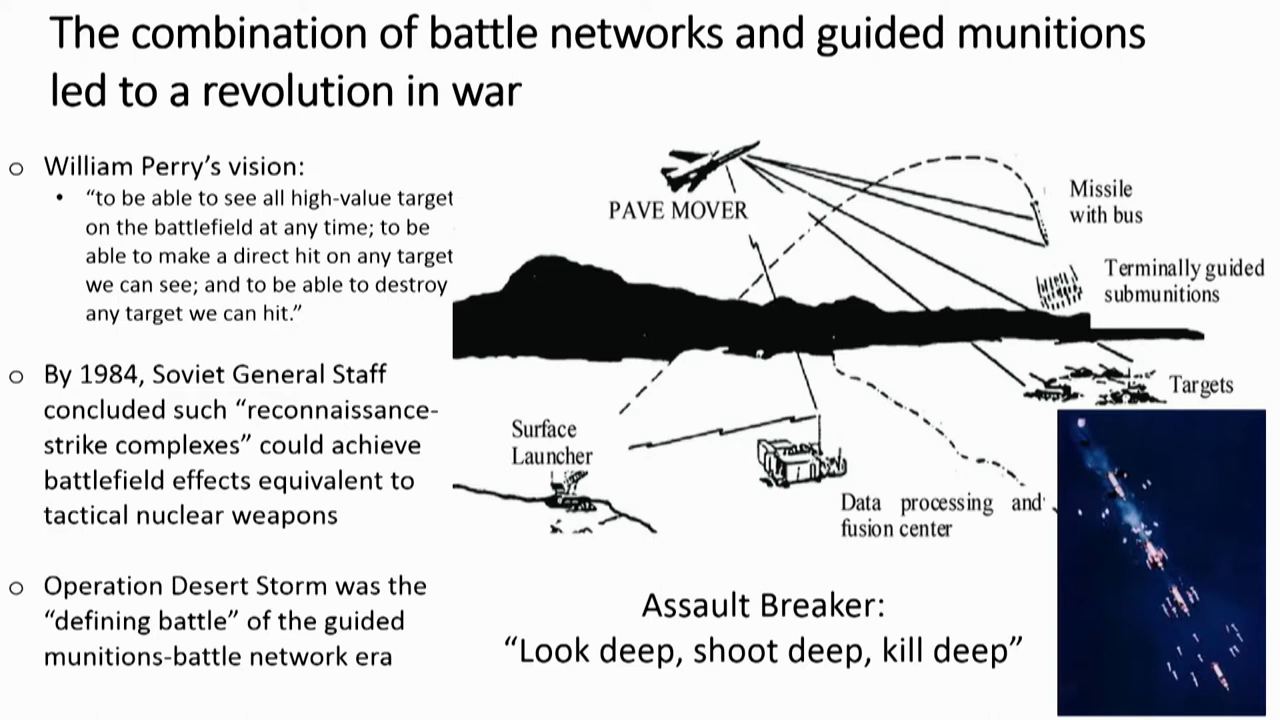 The combination of battle networks and guided munitions
led to a revolution in war
William Perry’s vision:
“to be able to see all high-value target
on the battlefield at any time; to be
able to make a direct hit on any target
we can see; and to be able to destroy
any target we can hit.”
By 1984, Soviet General Staff
concluded such “reconnaissance-
strike complexes” could achieve
battlefield effects equivalent to
tactical nuclear weapons
Operation Desert Storm was the
“defining battle” of the guided
munitions-battle network era
PAVE MOVER
Missile
with bus
Terminally guided
submunitions
Targets
Surface
Launcher
Data processing and
fusion center
Assault Breaker:
“Look deep, shoot deep, kill deep”